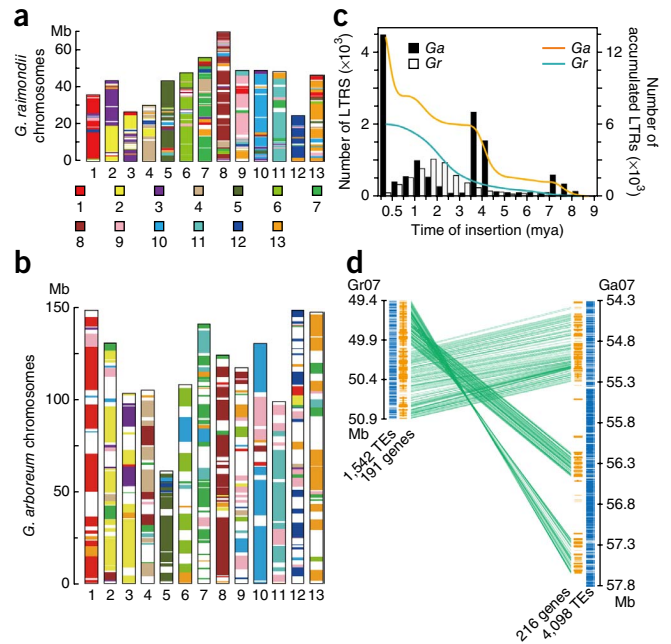 a
Mb
60
40
20
0
G. raimondii
chromosomes
1 2 3 4 5 6 7 8 9 10 11 12 13
1 2 3 4 5 6 7
8 9 10 11 12 13
b
Mb
150
100
50
0
G. arboreum chromosomes
1 2 3 4 5 6 7 8 9 10 11 12 13
c
Number of LTRS (×10³)
4
3
2
1
0
Ga
Gr
Ga
Gr
12
9
6
3
0
Number of
accumulated LTRs (×10³)
0.5 1 2 3 4 5 6 7 8 9
Time of insertion (mya)
d
Gr07
49.4
49.9
50.4
50.9
Mb
1,542 TEs
191 genes
Ga07
54.3
54.8
55.3
55.8
56.3
56.8
57.3
57.8
Mb
216 genes
4,098 TEs